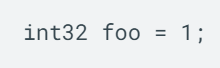 int32 foo = 1;